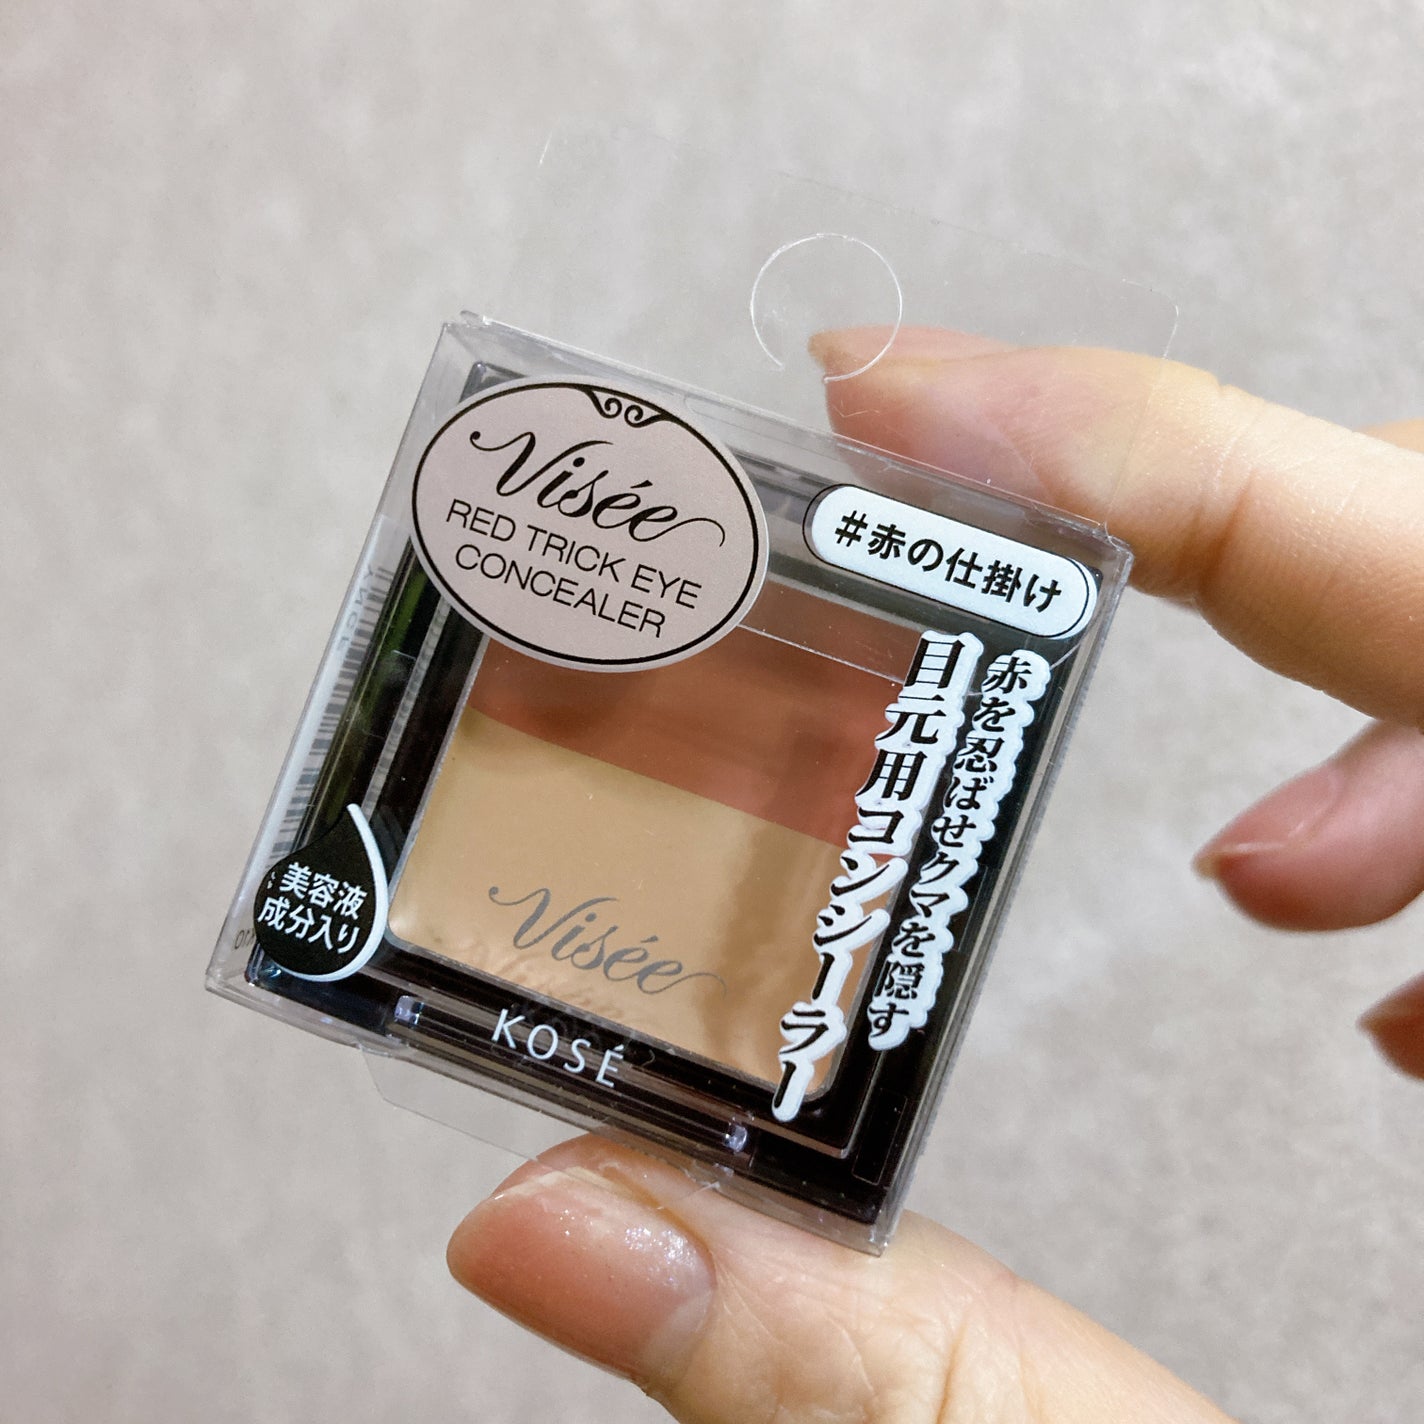 Visée
RED TRICK EYE
CONCEALER
#赤の仕掛け
赤を忍ばせクマを隠す
目元用コンシーラー
美容液
成分入り
Visée
KOSÉ